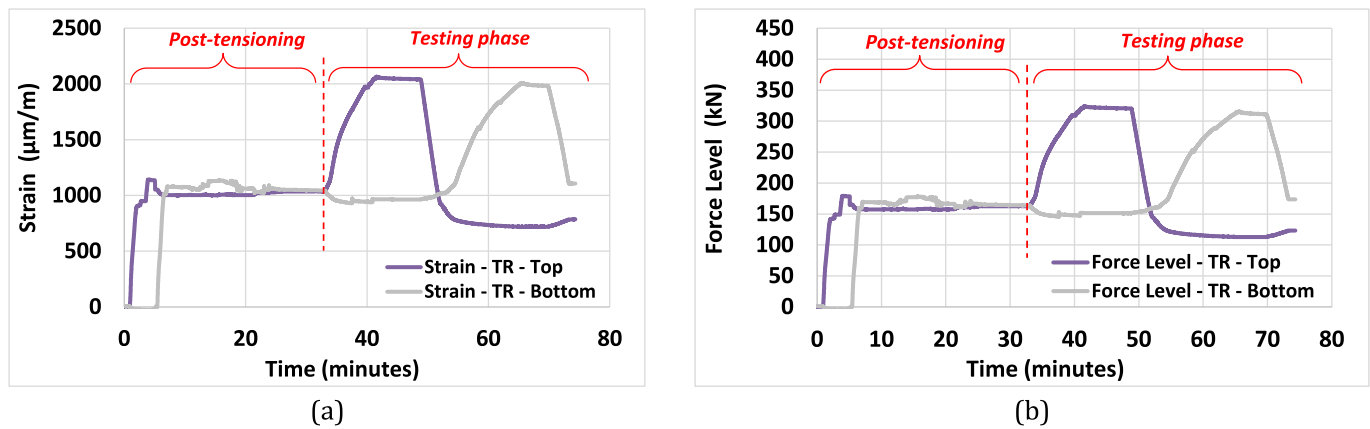 2500
2000
1500
1000
500
0
Strain (µm/m)
Post-tensioning
Testing phase
Strain - TR - Top
Strain - TR - Bottom
0 20 40 60 80
Time (minutes)
(a)
450
400
350
300
250
200
150
100
50
0
Force Level (kN)
Post-tensioning
Testing phase
Force Level - TR - Top
Force Level - TR - Bottom
0 10 20 30 40 50 60 70 80
Time (minutes)
(b)